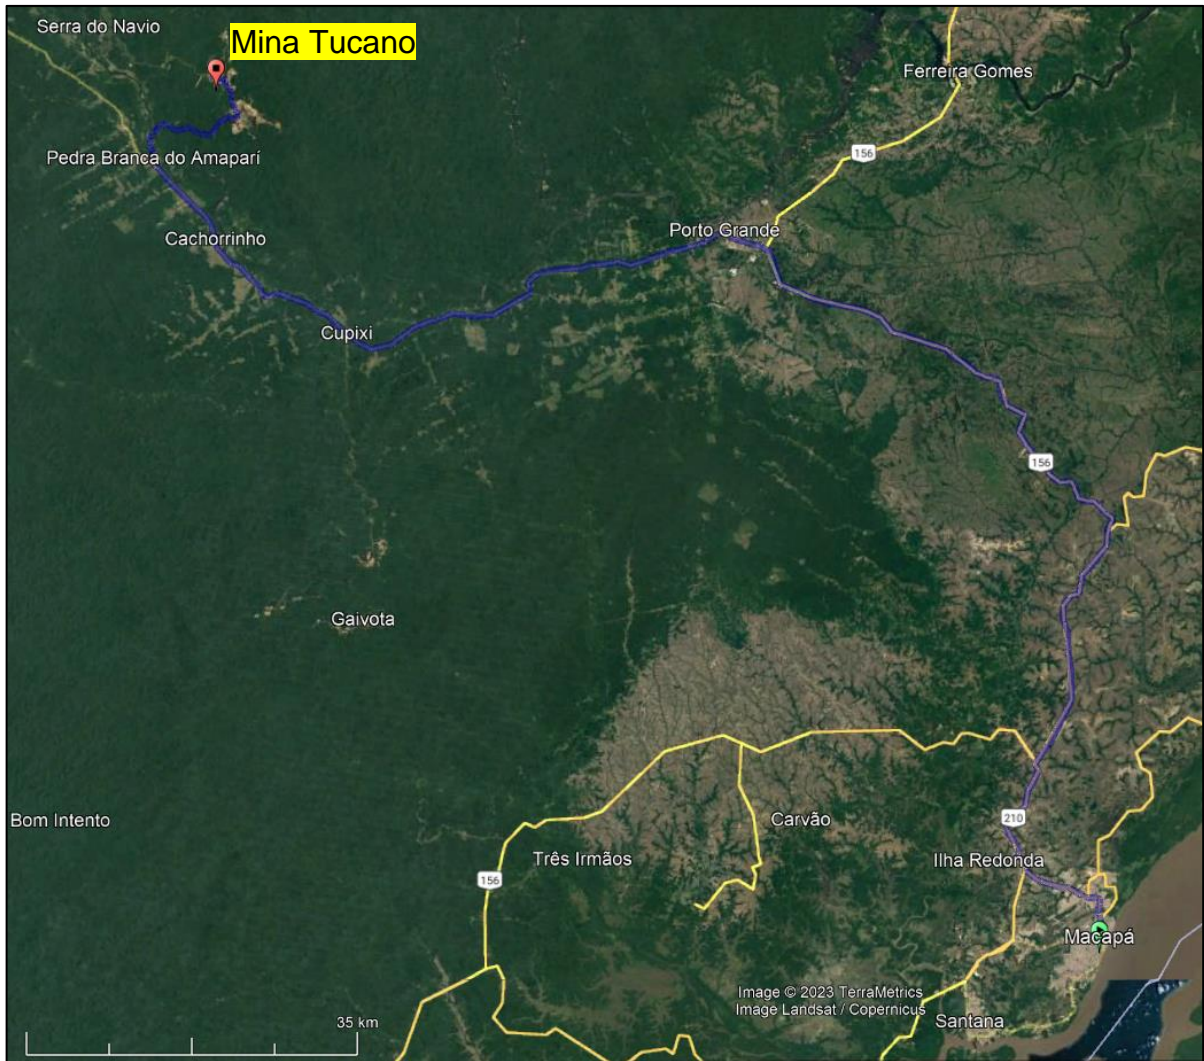 Serra do Navio
Mina Tucano
Ferreira Gomes
156
Pedra Branca do Amaparí
Porto Grande
Cachorrinho
Cupixi
156
Gaivota
210
Bom Intento
Carvão
Três Irmãos
Ilha Redonda
156
Macapá
Image © 2023 TerraMetrics
Image Landsat / Copernicus
Santana
35 km